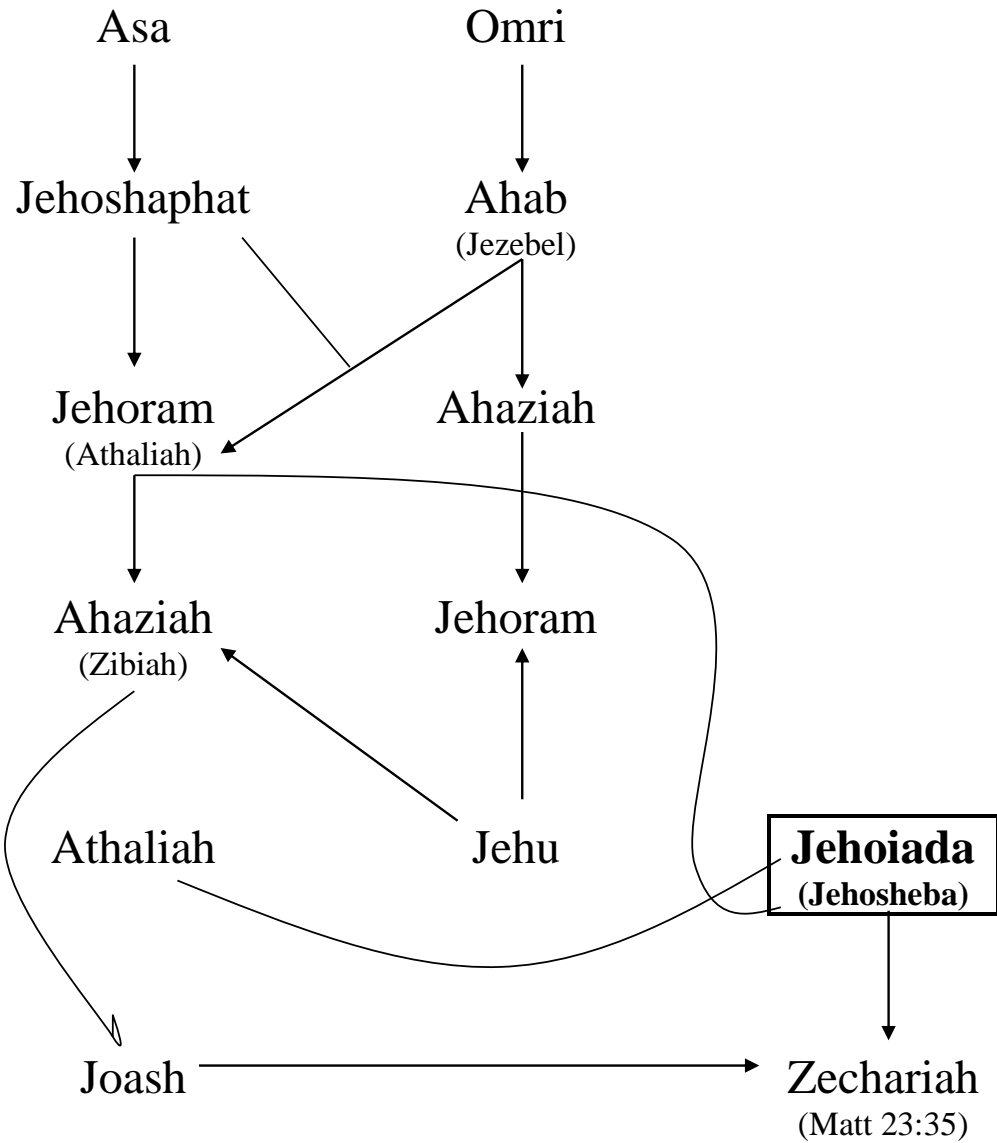 Asa
Omri
Jehoshaphat
Ahab
(Jezebel)
Jehoram
(Athaliah)
Ahaziah
Ahaziah
(Zibiah)
Jehoram
Athaliah
Jehu
Jehoiada
(Jehosheba)
Joash
Zechariah
(Matt 23:35)